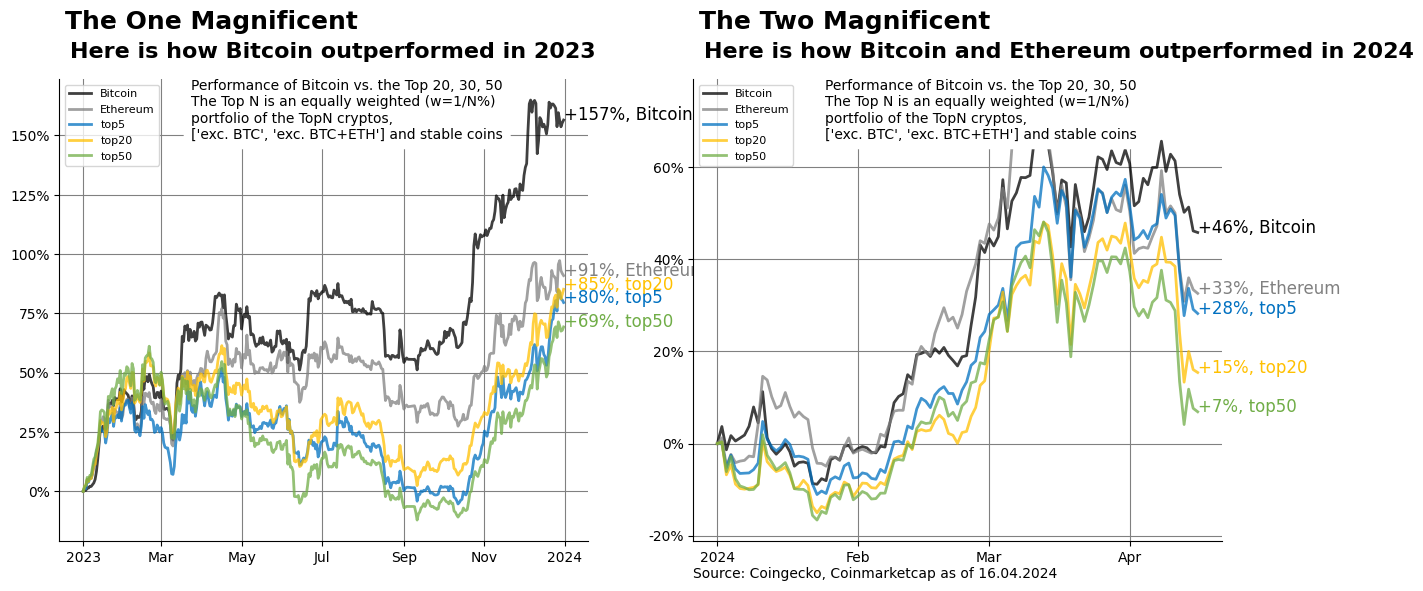 The One Magnificent
Here is how Bitcoin outperformed in 2023
Performance of Bitcoin vs. the Top 20, 30, 50
The Top N is an equally weighted (w=1/N%)
portfolio of the TopN cryptos,
['exc. BTC', 'exc. BTC+ETH'] and stable coins
Bitcoin
Ethereum
top5
top20
top50
150%
125%
100%
75%
50%
25%
0%
+157%, Bitcoin
+91%, Ethereum
+85%, top20
+80%, top5
+69%, top50
2023
Mar
May
Jul
Sep
Nov
2024
The Two Magnificent
Here is how Bitcoin and Ethereum outperformed in 2024
Performance of Bitcoin vs. the Top 20, 30, 50
The Top N is an equally weighted (w=1/N%)
portfolio of the TopN cryptos,
['exc. BTC', 'exc. BTC+ETH'] and stable coins
Bitcoin
Ethereum
top5
top20
top50
60%
40%
20%
0%
-20%
+46%, Bitcoin
+33%, Ethereum
+28%, top5
+15%, top20
+7%, top50
2024
Feb
Mar
Apr
Source: Coingecko, Coinmarketcap as of 16.04.2024